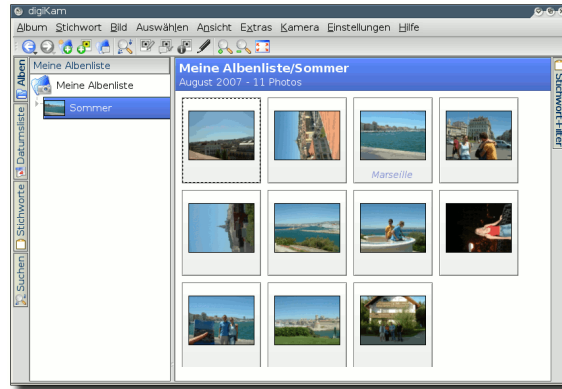 digiKam
Album Stichwort Bild Auswählen Ansicht Extras Kamera Einstellungen Hilfe
Alben
Datumsliste
Stichworte
Suchen
Meine Albenliste
Meine Albenliste
Sommer
Meine Albenliste/Sommer
August 2007 - 11 Photos
Marseille
Stichwort-Filter